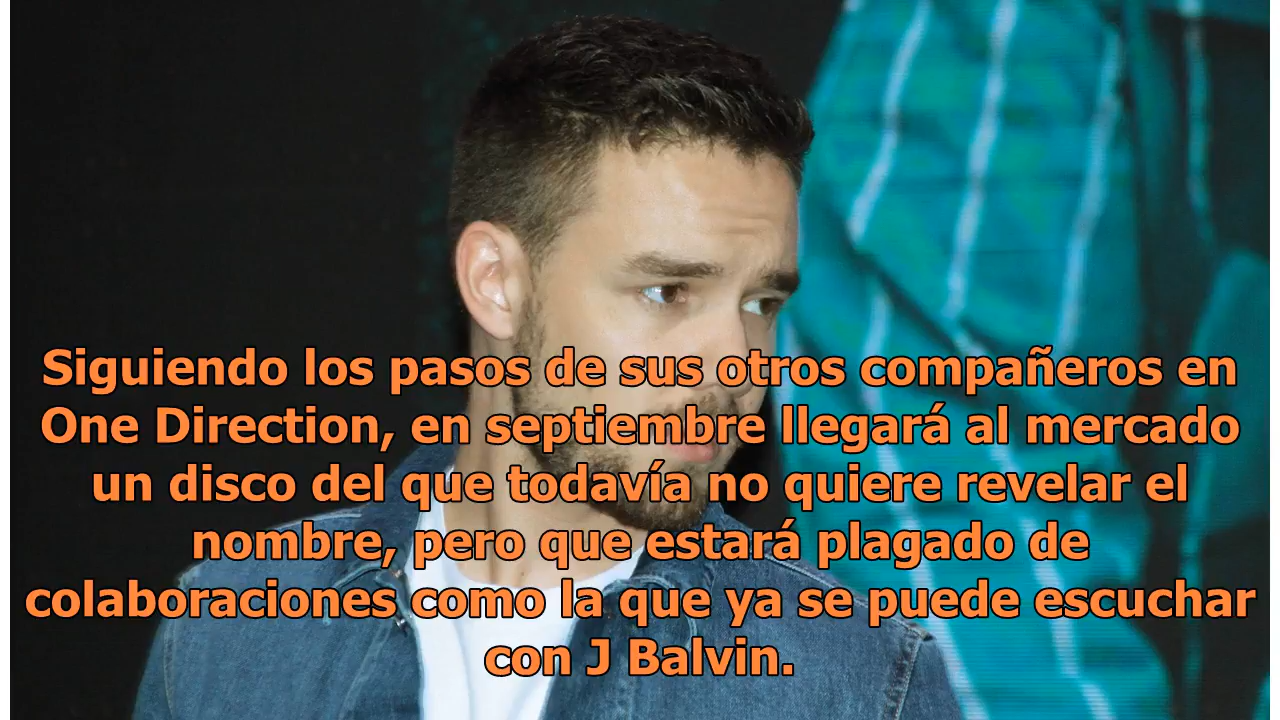 Siguiendo los pasos de sus otros compañeros en
One Direction, en septiembre llegará al mercado
un disco del que todavía no quiere revelar el
nombre, pero que estará plagado de
colaboraciones como la que ya se puede escuchar
con J Balvin.